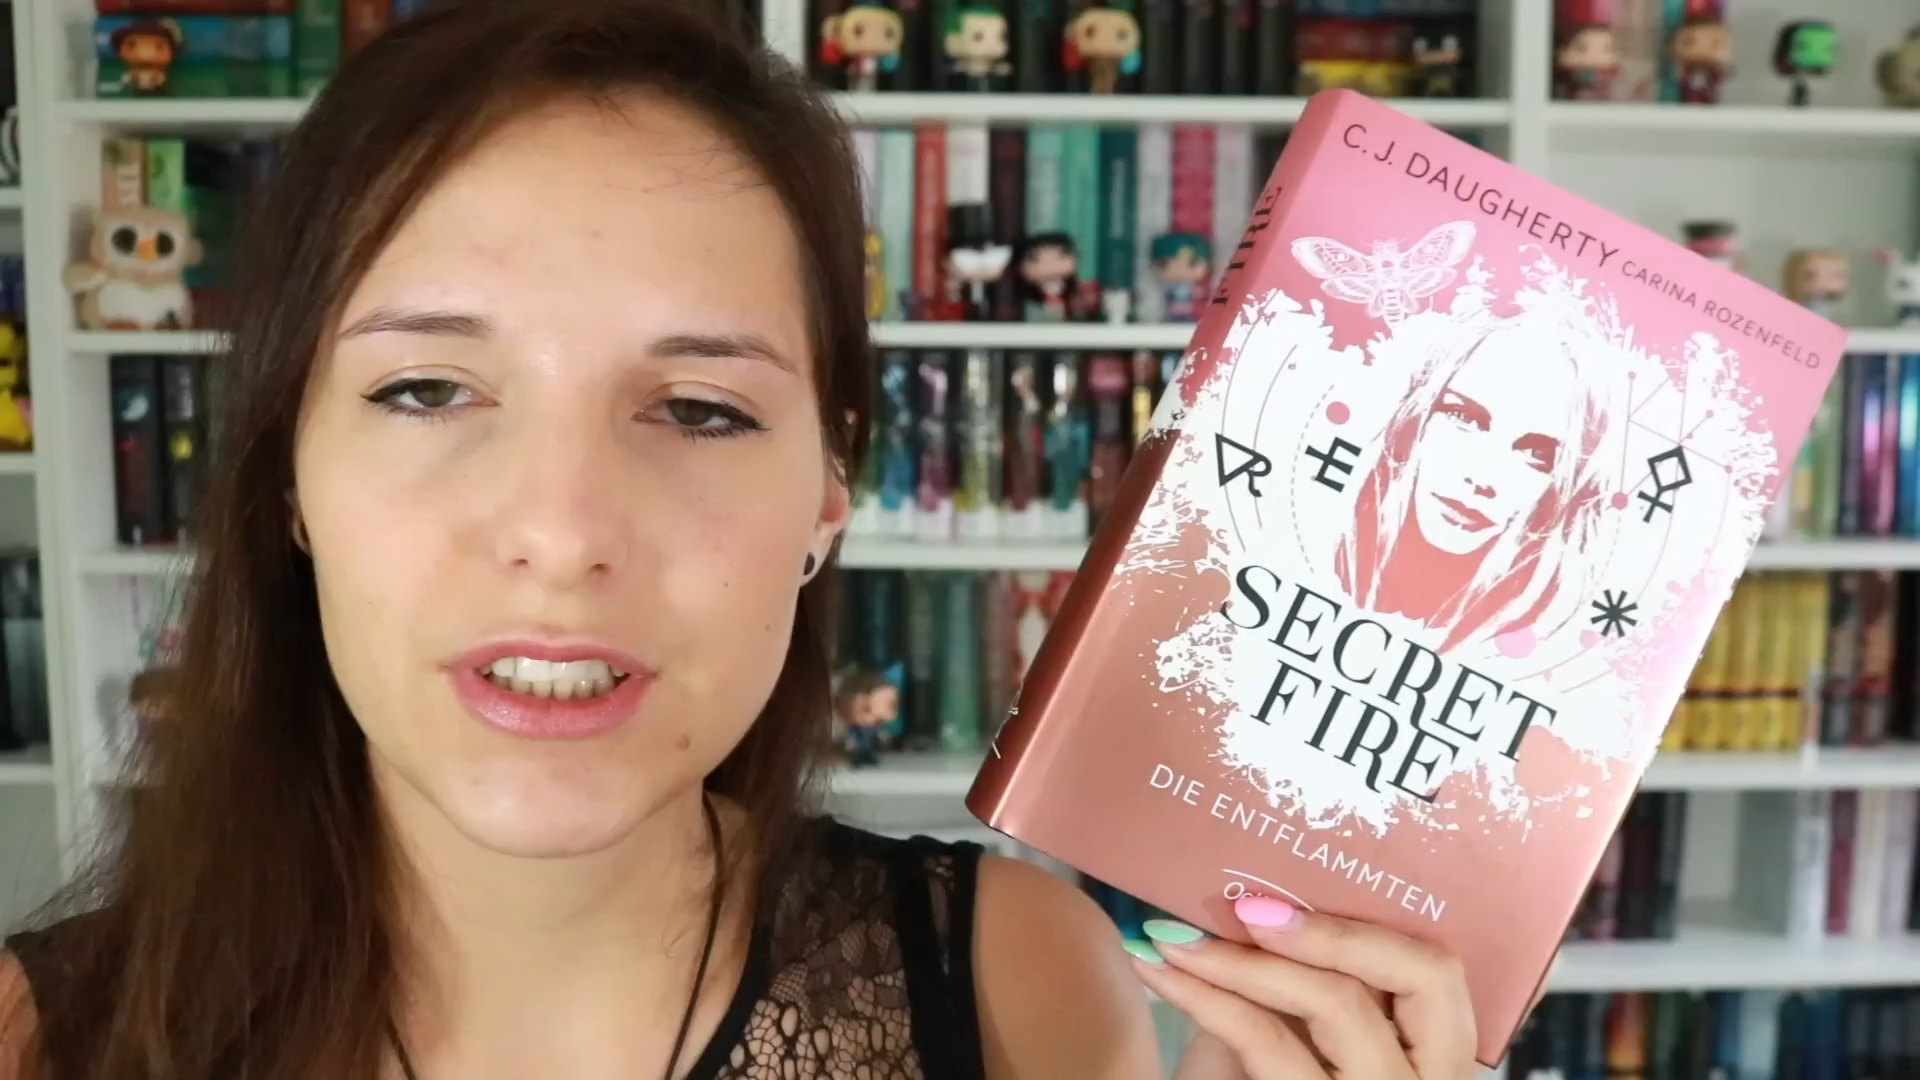 C.J. DAUGHERTY CARINA ROZENFELD
SECRET
FIRE
DIE ENTFLAMMTEN
FIRE